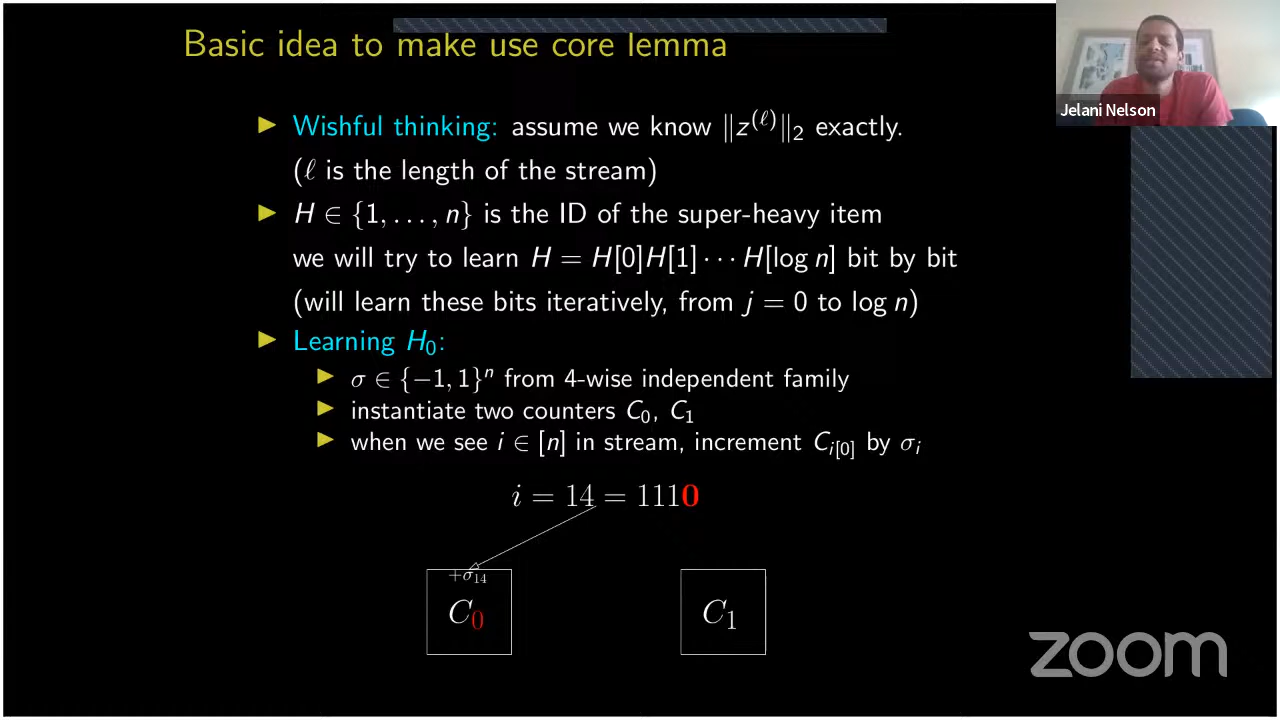 Basic idea to make use core lemma
Jelani Nelson
▶ Wishful thinking: assume we know ‖z^(ℓ)‖₂ exactly.
(ℓ is the length of the stream)
▶ H ∈ {1, . . . , n} is the ID of the super-heavy item
we will try to learn H = H[0]H[1] · · · H[log n] bit by bit
(will learn these bits iteratively, from j = 0 to log n)
▶ Learning H₀:
▶ σ ∈ {−1, 1}ⁿ from 4-wise independent family
▶ instantiate two counters C₀, C₁
▶ when we see i ∈ [n] in stream, increment C_i[0] by σ_i
i = 14 = 1110
+σ₁₄
C₀ C₁
zoom